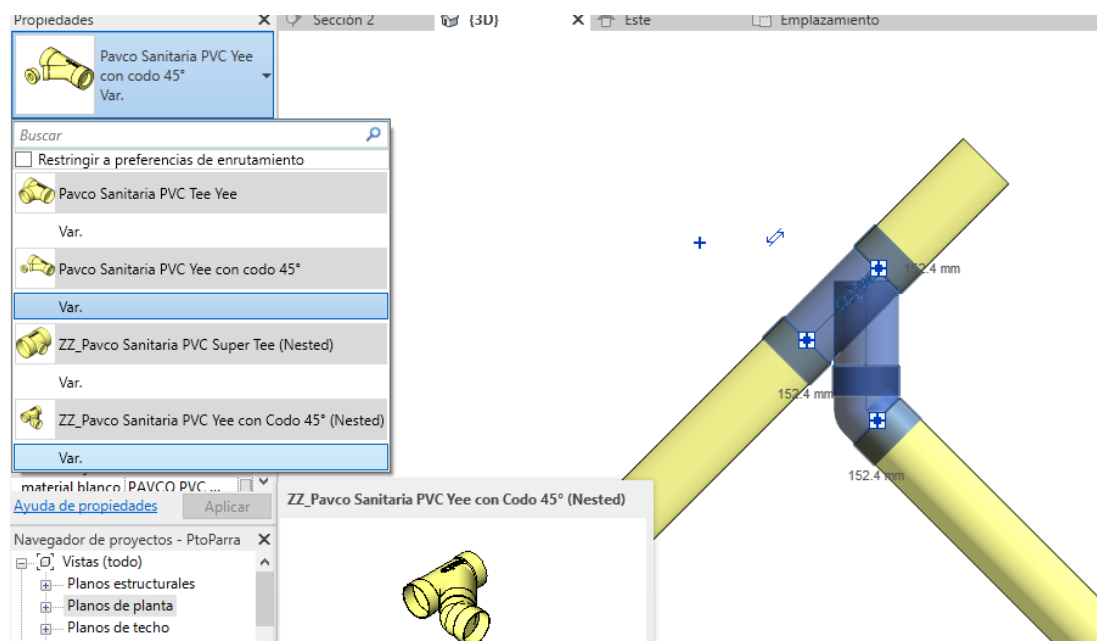 Propiedades
Sección 2
{3D}
Este
Emplazamiento
Pavco Sanitaria PVC Yee
con codo 45°
Var.
Buscar
Restringir a preferencias de enrutamiento
Pavco Sanitaria PVC Tee Yee
Var.
Pavco Sanitaria PVC Yee con codo 45°
Var.
ZZ_Pavco Sanitaria PVC Super Tee (Nested)
Var.
ZZ_Pavco Sanitaria PVC Yee con Codo 45° (Nested)
Var.
material blanco PAVCO PVC ...
Ayuda de propiedades
Aplicar
Navegador de proyectos - PtoParra
Vistas (todo)
Planos estructurales
Planos de planta
Planos de techo
ZZ_Pavco Sanitaria PVC Yee con Codo 45° (Nested)
152.4 mm
152.4 mm
152.4 mm